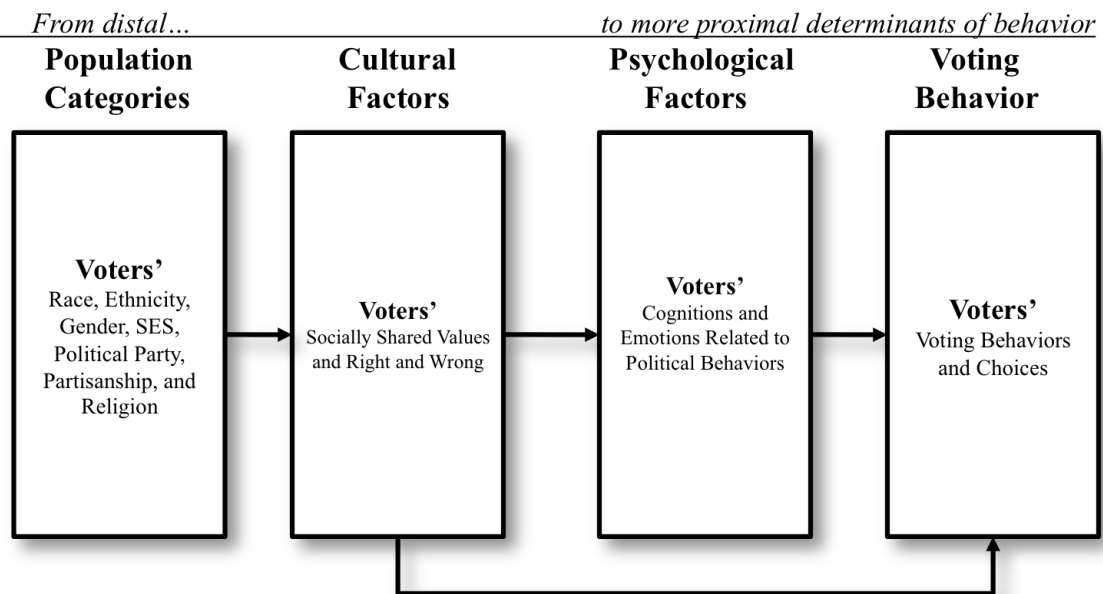 From distal…
to more proximal determinants of behavior
Population
Categories
Cultural
Factors
Psychological
Factors
Voting
Behavior
Voters’
Race, Ethnicity,
Gender, SES,
Political Party,
Partisanship, and
Religion
Voters’
Socially Shared Values
and Right and Wrong
Voters’
Cognitions and
Emotions Related to
Political Behaviors
Voters’
Voting Behaviors
and Choices